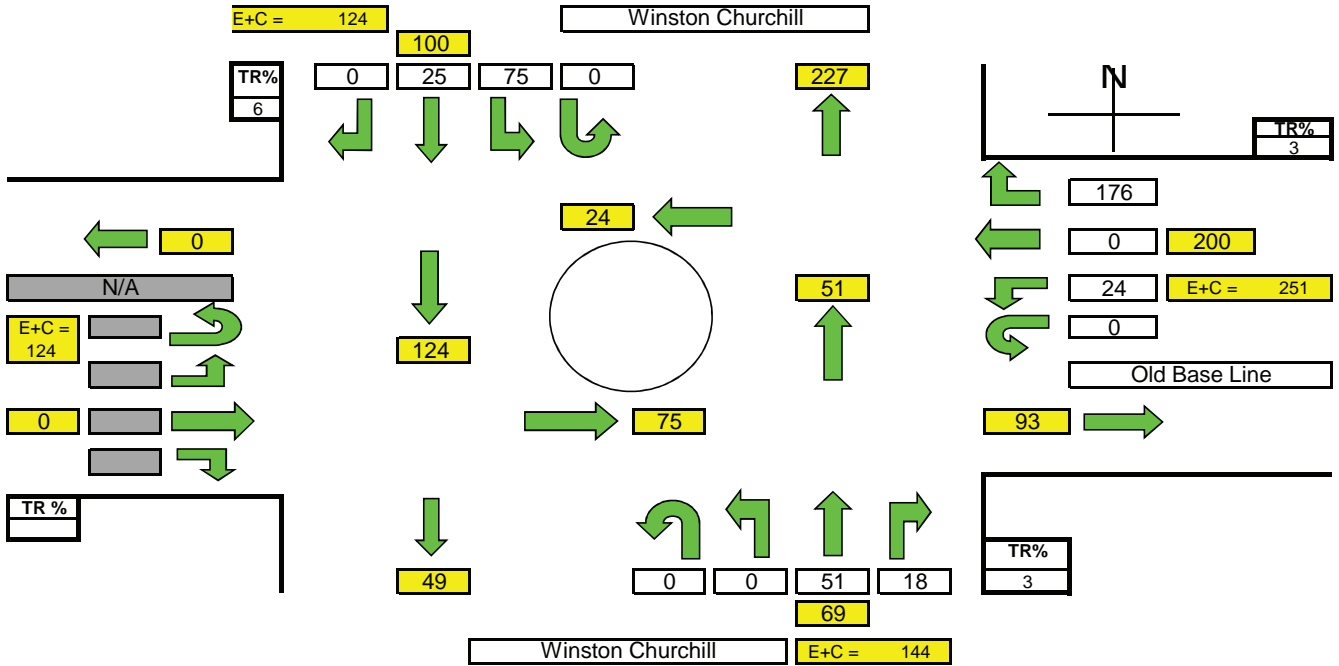 E+C = 124
Winston Churchill
100
TR%
6
0 25 75 0
227
N
TR%
3
176
24
0
0 200
N/A
51
24 E+C = 251
E+C =
124
0
124
Old Base Line
0
75
93
TR %
49
0 0 51 18
TR%
3
69
Winston Churchill
E+C = 144